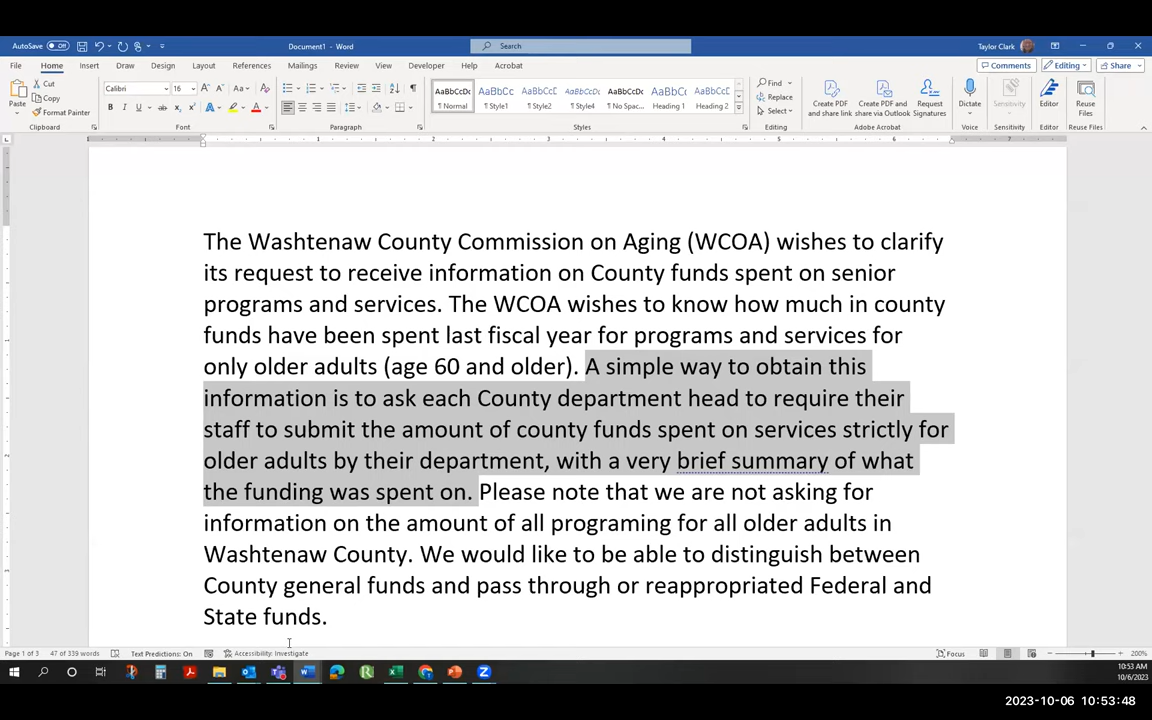 AutoSave Off
Document1 - Word
Search
Taylor Clark
File Home Insert Draw Design Layout References Mailings Review View Developer Help Acrobat
Comments Editing Share
Paste
Cut
Copy
Format Painter
Clipboard
Calibri 16
Font
Paragraph
AaBbCcDc AaBbCc AaBbCcDc AaBbCcDc AaBbCcDc AaBbC( AaBbCc
¶ Normal ¶ Style1 ¶ Style2 ¶ Style4 ¶ No Spac... Heading 1 Heading 2
Styles
Find
Replace
Select
Editing
Create PDF and share link
Create PDF and share via Outlook
Request Signatures
Adobe Acrobat
Dictate
Voice
Sensitivity
Sensitivity
Editor
Editor
Reuse Files
Reuse Files
The Washtenaw County Commission on Aging (WCOA) wishes to clarify
its request to receive information on County funds spent on senior
programs and services. The WCOA wishes to know how much in county
funds have been spent last fiscal year for programs and services for
only older adults (age 60 and older). A simple way to obtain this
information is to ask each County department head to require their
staff to submit the amount of county funds spent on services strictly for
older adults by their department, with a very brief summary of what
the funding was spent on. Please note that we are not asking for
information on the amount of all programing for all older adults in
Washtenaw County. We would like to be able to distinguish between
County general funds and pass through or reappropriated Federal and
State funds.
Page 1 of 3 47 of 339 words Text Predictions: On Accessibility: Investigate Focus 200%
10:53 AM
10/6/2023
2023-10-06 10:53:48